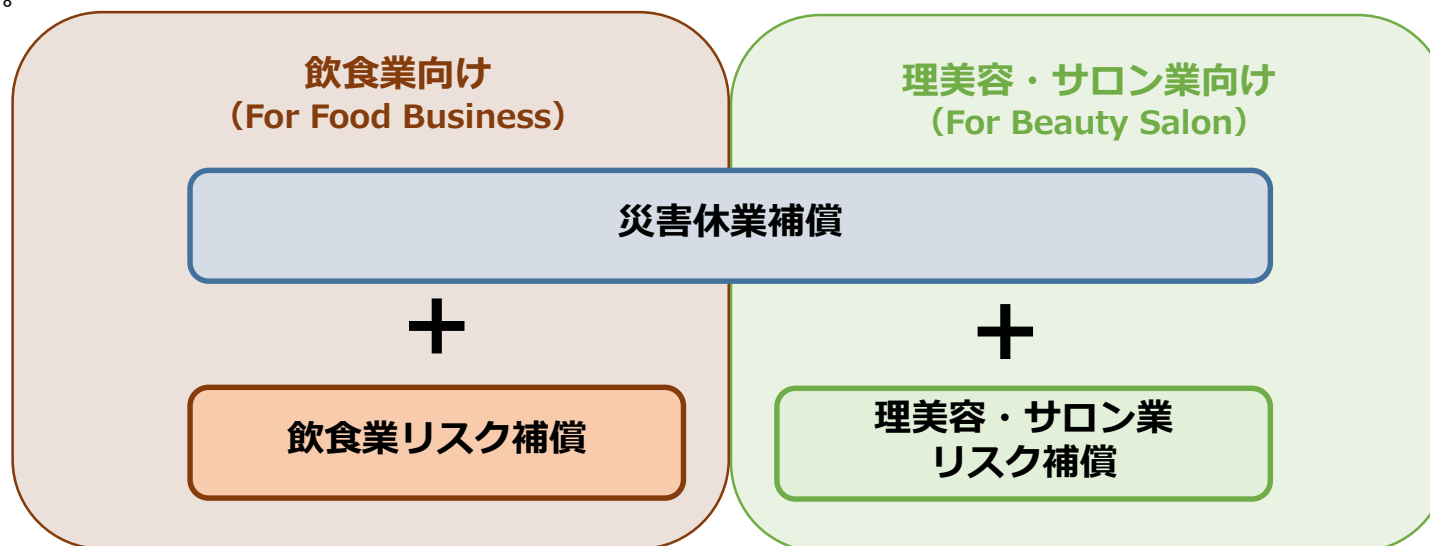 。
飲食業向け
（For Food Business）
理美容・サロン業向け
（For Beauty Salon）
災害休業補償
＋
＋
飲食業リスク補償
理美容・サロン業
リスク補償